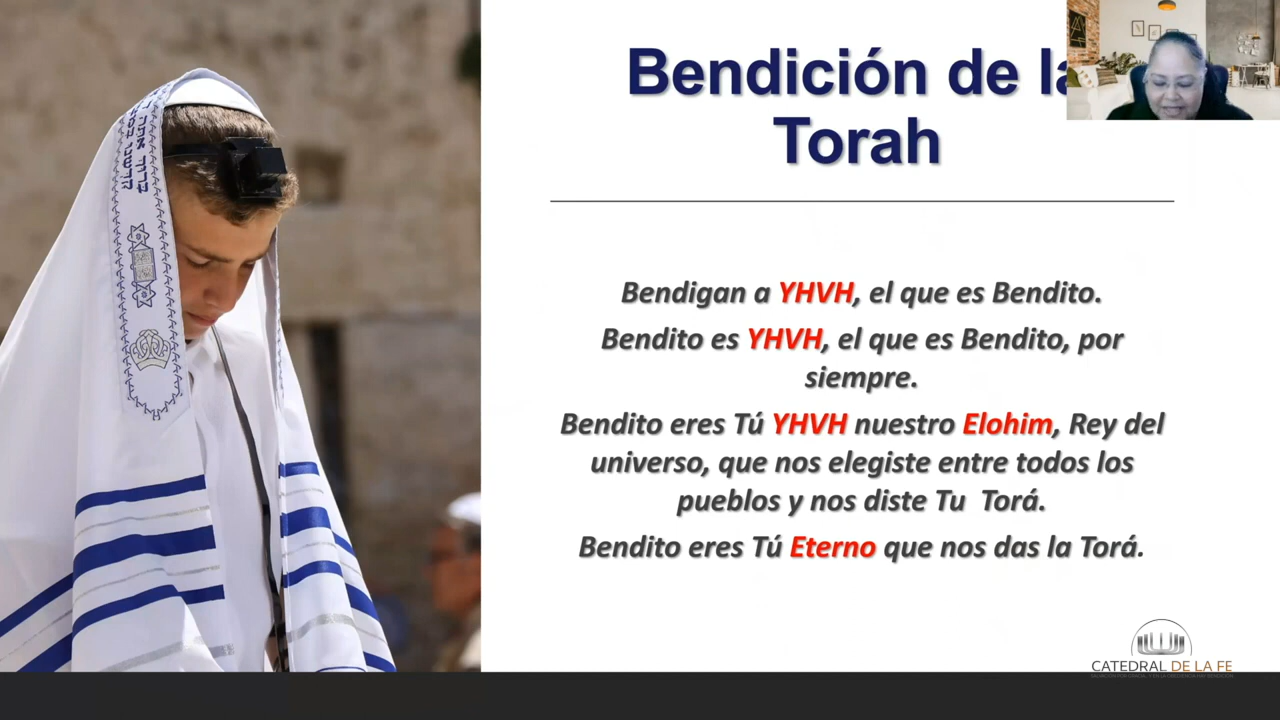 Bendición de la
Torah
Bendigan a YHVH, el que es Bendito.
Bendito es YHVH, el que es Bendito, por
siempre.
Bendito eres Tú YHVH nuestro Elohim, Rey del
universo, que nos elegiste entre todos los
pueblos y nos diste Tu Torá.
Bendito eres Tú Eterno que nos das la Torá.
CATEDRAL DE LA FE